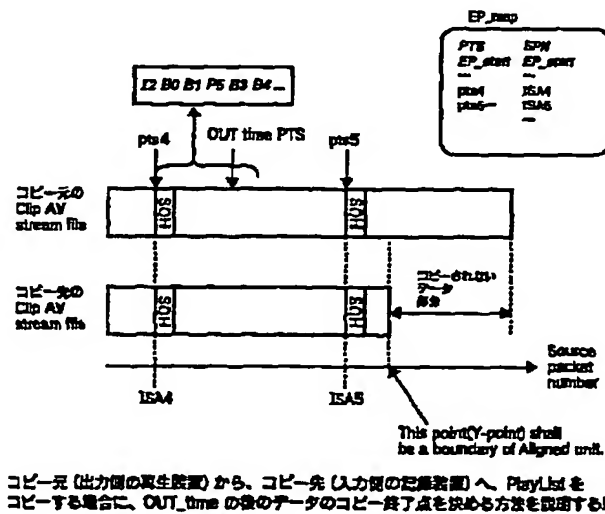 EP_map
PTS SPN
EP_start EP_start
— —
pts4 ISA4
pts5 ISA5
—
I2 B0 B1 P5 B3 B4 ...
pts4 OUT time PTS pts5
コピー元の
Clip AV
stream file
SQH
SQH
コピーされない
データ
部分
コピー先の
Clip AV
stream file
SQH
SQH
Source
packet
number
ISA4 ISA5
This point(Y-point) shall
be a boundary of Aligned unit.
コピー元 (出力側の再生装置) から、コピー先 (入力側の記録装置) へ、PlayList を
コピーする場合に、OUT_time の後のデータのコピー終了点を決める方法を説明する